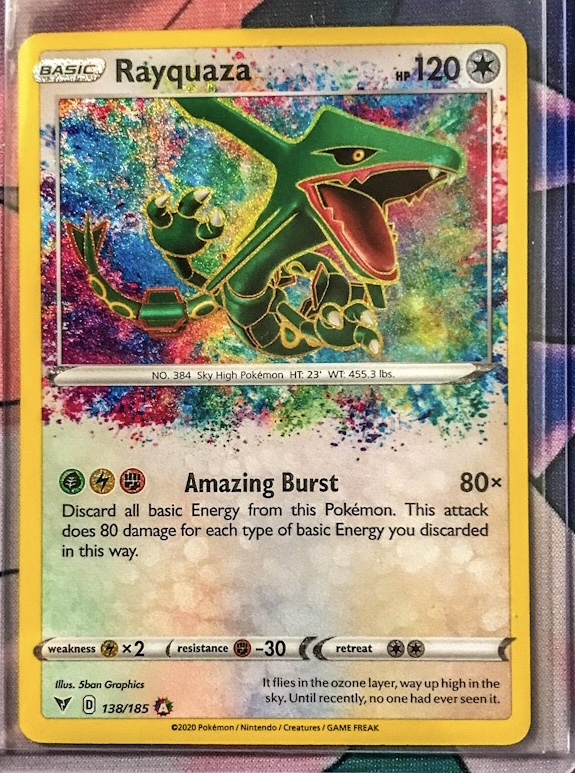 BASIC Rayquaza HP 120
NO. 384 Sky High Pokémon HT: 23' WT: 455.3 lbs.
Amazing Burst 80×
Discard all basic Energy from this Pokémon. This attack
does 80 damage for each type of basic Energy you discarded
in this way.
weakness ×2 resistance -30 retreat
Illus. 5ban Graphics
It flies in the ozone layer, way up high in the
sky. Until recently, no one had ever seen it.
D 138/185 A
©2020 Pokémon / Nintendo / Creatures / GAME FREAK